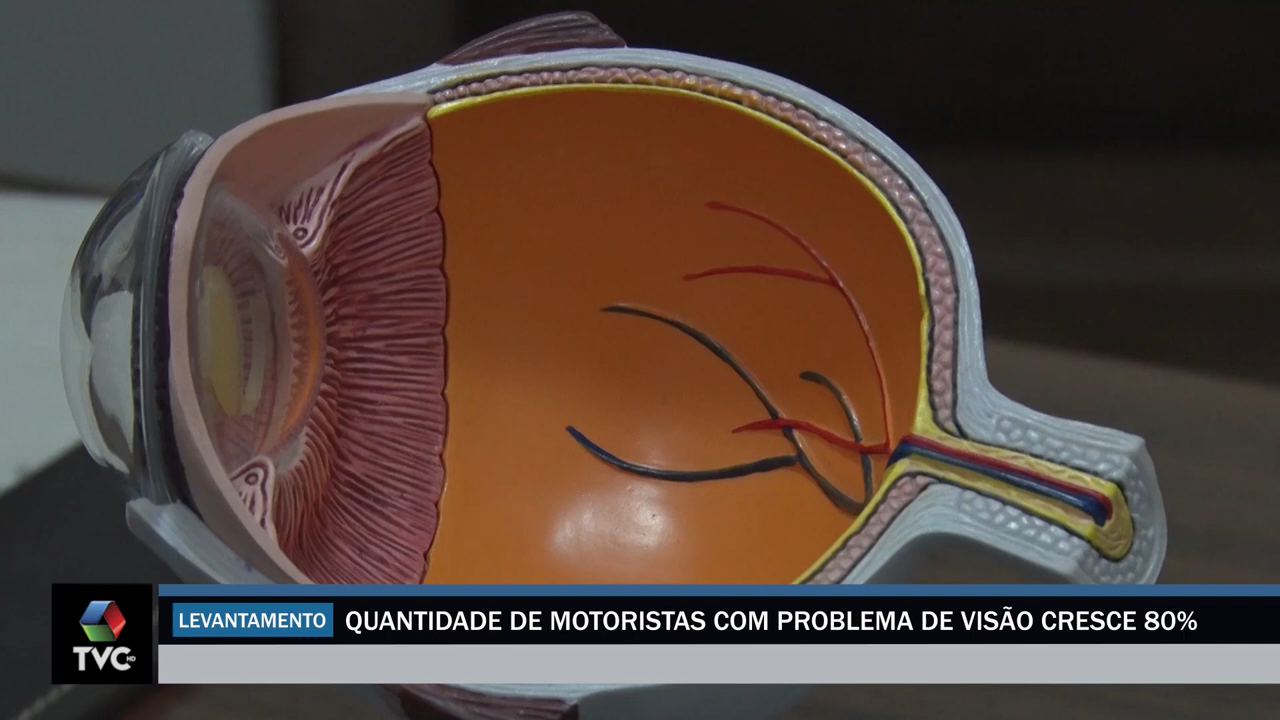 LEVANTAMENTO QUANTIDADE DE MOTORISTAS COM PROBLEMA DE VISÃO CRESCE 80%
TVC HD